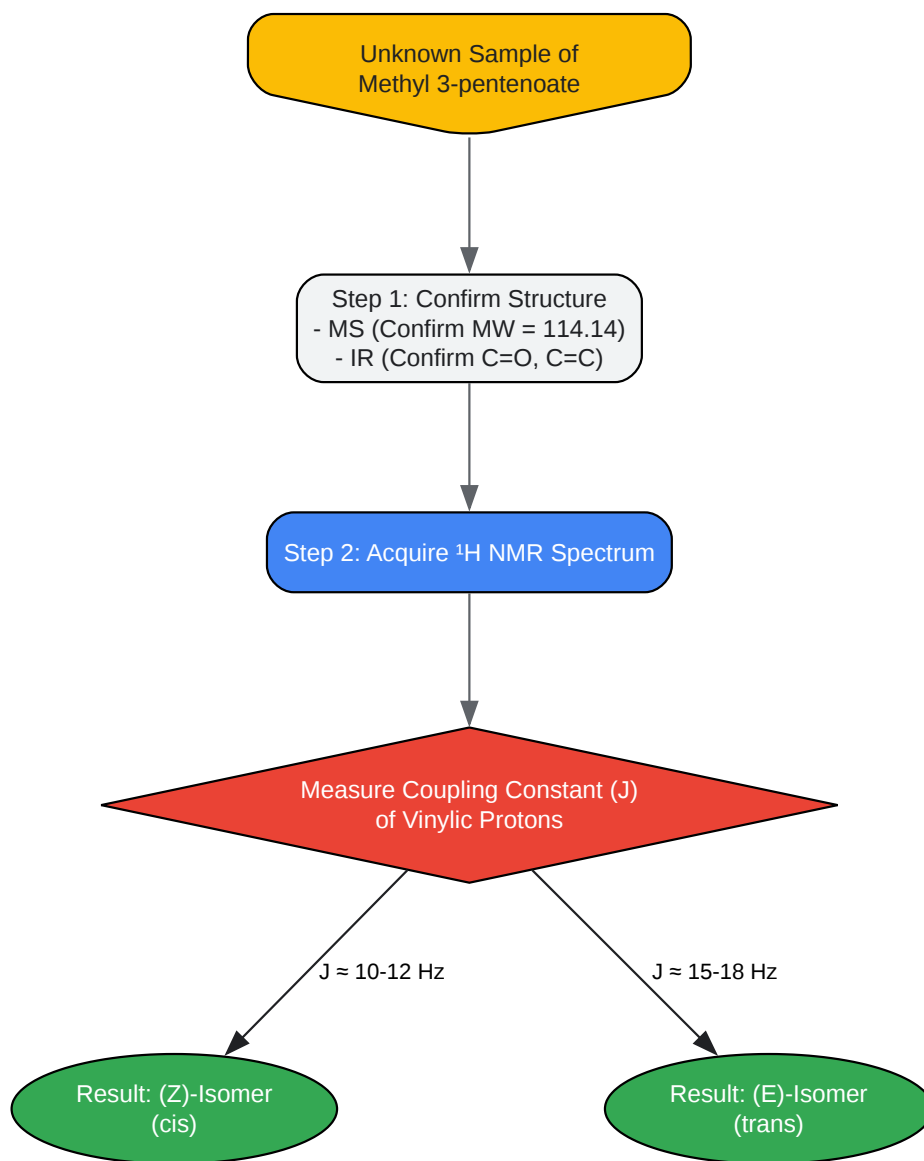 Unknown Sample of
Methyl 3-pentenoate
Step 1: Confirm Structure
- MS (Confirm MW = 114.14)
- IR (Confirm C=O, C=C)
Step 2: Acquire ¹H NMR Spectrum
Measure Coupling Constant (J)
of Vinylic Protons
J ≈ 10-12 Hz
J ≈ 15-18 Hz
Result: (Z)-Isomer
(cis)
Result: (E)-Isomer
(trans)